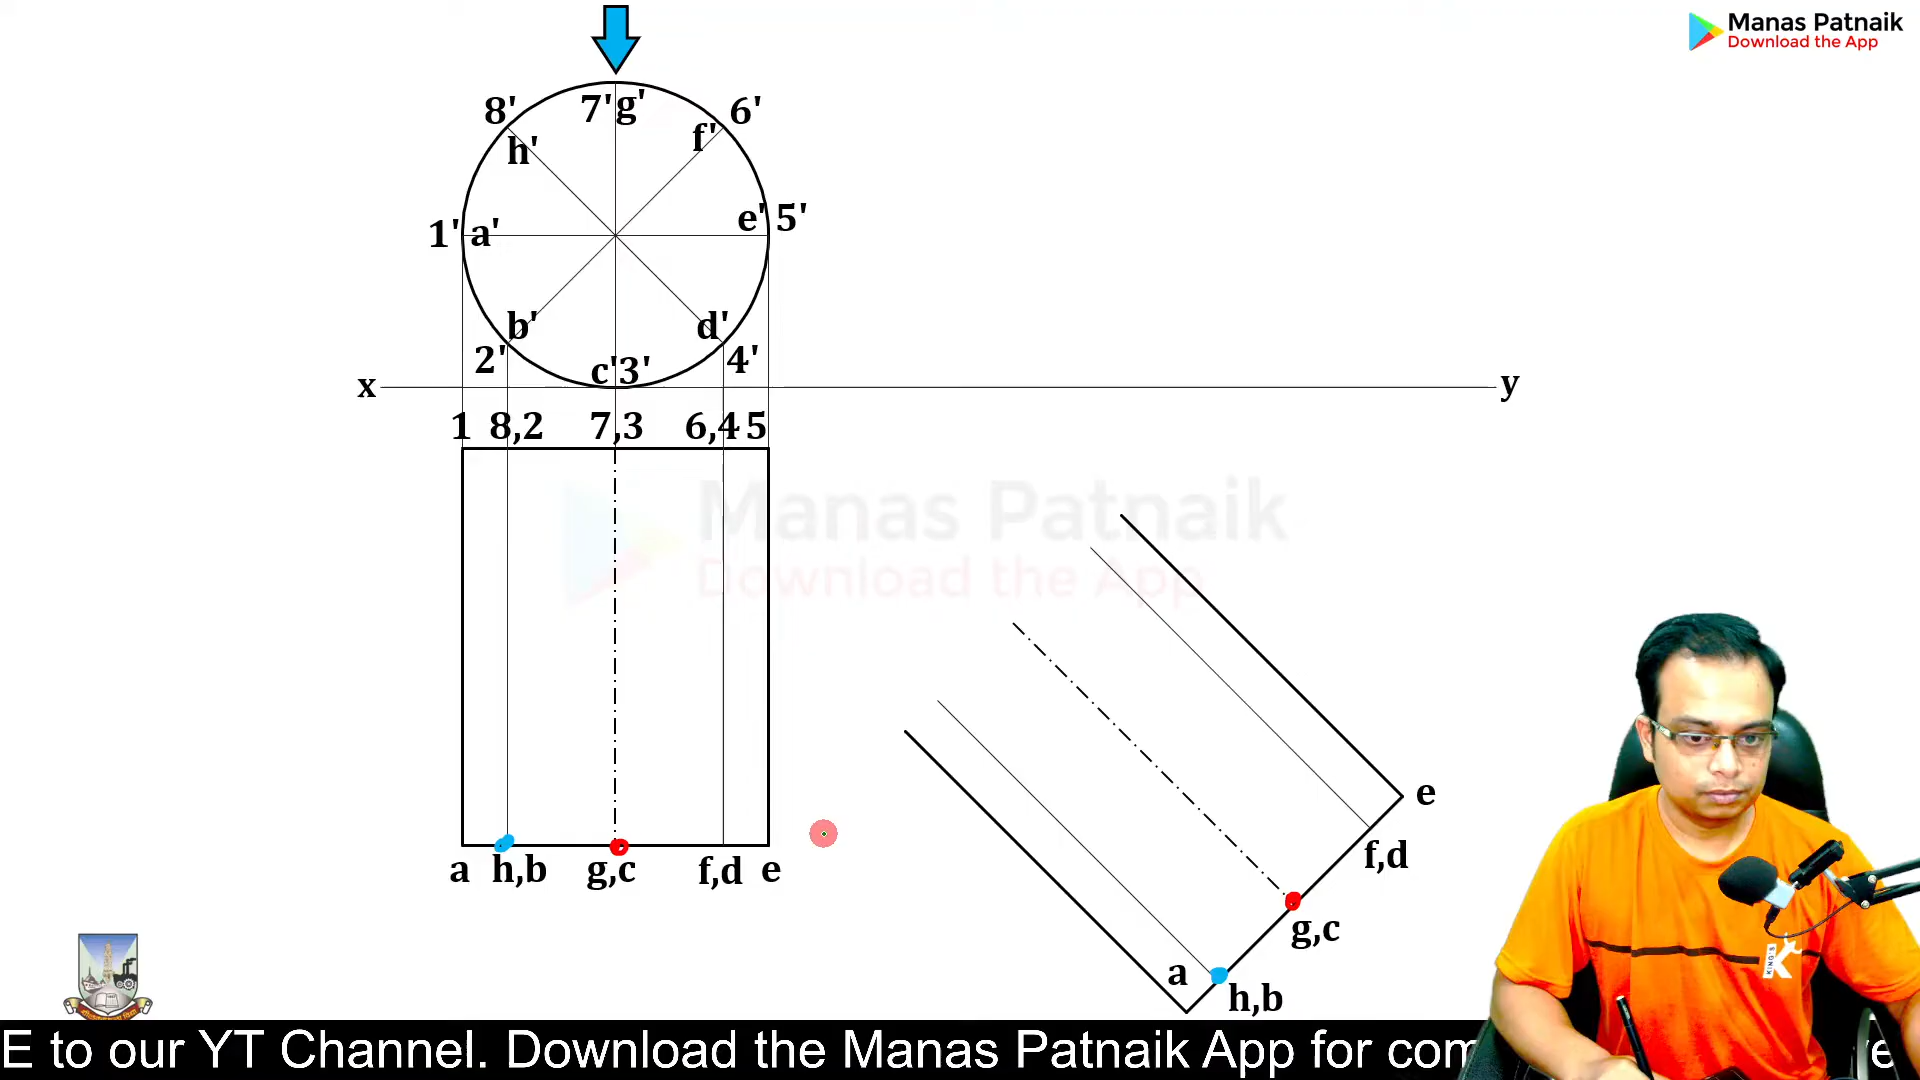 Manas Patnaik
Download the App
8' 7' g' 6'
h' f'
1' a' e' 5'
b' d'
2' c' 3' 4'
x y
1 8,2 7,3 6,4 5
Manas Patnaik
Download the App
a h,b g,c f,d e
e
f,d
g,c
a
h,b
KING'S
E to our YT Channel. Download the Manas Patnaik App for com